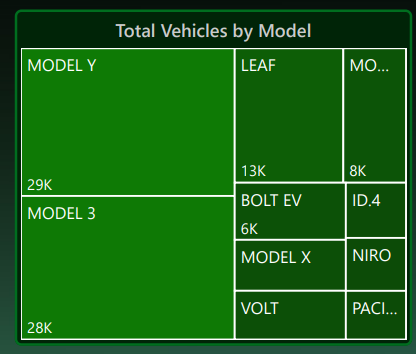 Total Vehicles by Model
MODEL Y
29K
MODEL 3
28K
LEAF
13K
MO...
8K
BOLT EV
6K
ID.4
MODEL X
NIRO
VOLT
PACI...